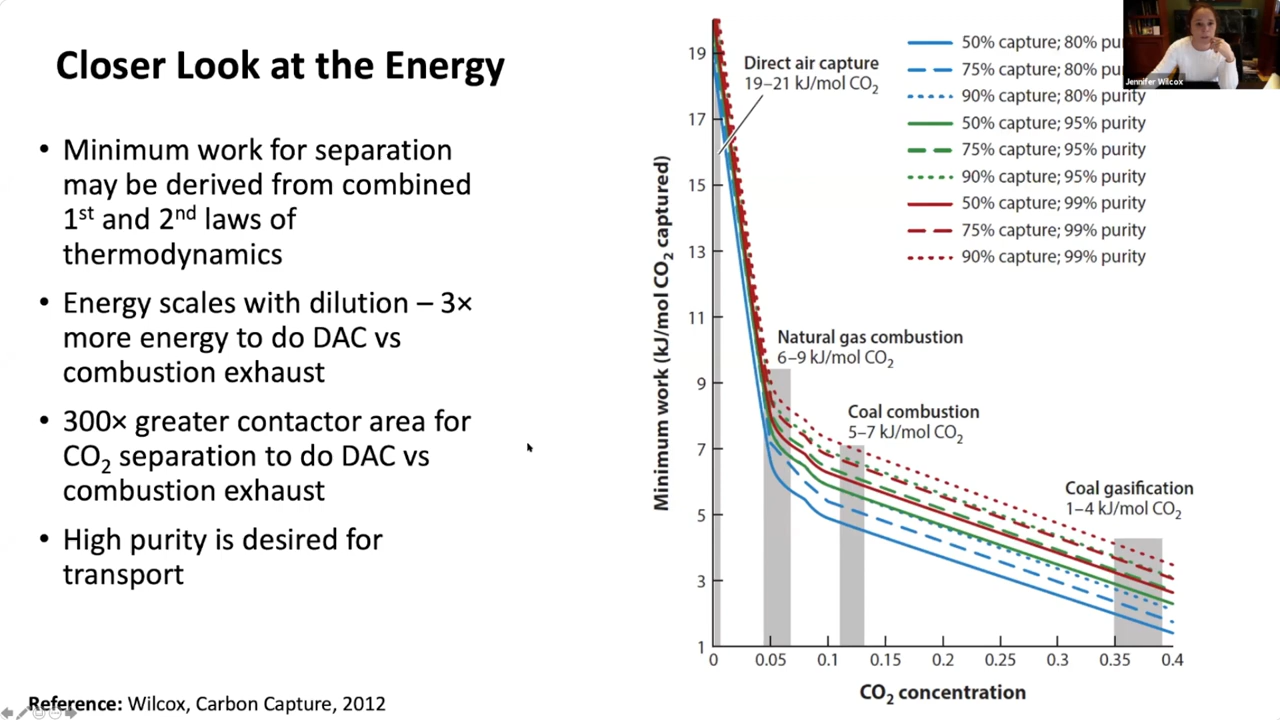 Closer Look at the Energy
• Minimum work for separation
may be derived from combined
1st and 2nd laws of
thermodynamics
• Energy scales with dilution – 3×
more energy to do DAC vs
combustion exhaust
• 300× greater contactor area for
CO₂ separation to do DAC vs
combustion exhaust
• High purity is desired for
transport
Reference: Wilcox, Carbon Capture, 2012
Minimum work (kJ/mol CO₂ captured)
19
17
15
13
11
9
7
5
3
1
0 0.05 0.1 0.15 0.2 0.25 0.3 0.35 0.4
CO₂ concentration
Direct air capture
19–21 kJ/mol CO₂
Natural gas combustion
6–9 kJ/mol CO₂
Coal combustion
5–7 kJ/mol CO₂
Coal gasification
1–4 kJ/mol CO₂
50% capture; 80% pu
75% capture; 80% pu
90% capture; 80% purity
50% capture; 95% purity
75% capture; 95% purity
90% capture; 95% purity
50% capture; 99% purity
75% capture; 99% purity
90% capture; 99% purity
Jennifer Wilcox